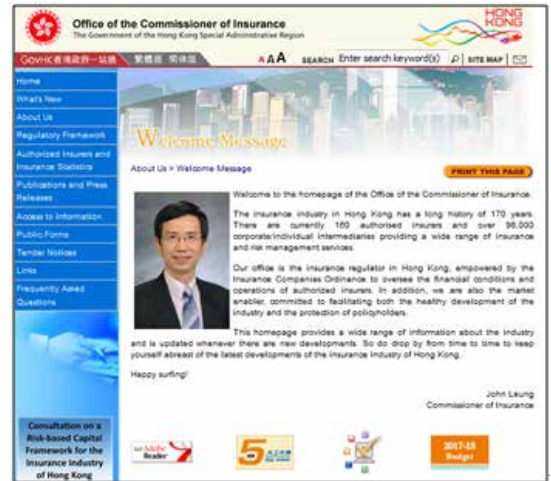 Office of the Commissioner of Insurance
The Government of the Hong Kong Special Administrative Region
HONG
KONG
GovHK 香港政府一站通
繁體版 简体版
A A A
SEARCH Enter search keyword(s)
SITE MAP
Home
What's New
About Us
Regulatory Framework
Authorized Insurers and
Insurance Statistics
Publications and Press
Releases
Access to Information
Public Forms
Tender Notices
Links
Frequently Asked
Questions
Consultation on a
Risk-based Capital
Framework for the
Insurance Industry
of Hong Kong
Welcome Message
About Us > Welcome Message
PRINT THIS PAGE
Welcome to the homepage of the Office of the Commissioner of Insurance.
The insurance industry in Hong Kong has a long history of 170 years.
There are currently 160 authorised insurers and over 96,000
corporate/individual intermediaries providing a wide range of insurance
and risk management services.
Our office is the insurance regulator in Hong Kong, empowered by the
Insurance Companies Ordinance to oversee the financial conditions and
operations of authorized insurers. In addition, we are also the market
enabler, committed to facilitating both the healthy development of the
industry and the protection of policyholders.
This homepage provides a wide range of information about the industry
and is updated whenever there are new developments. So do drop by from time to time to keep
yourself abreast of the latest developments of the insurance industry of Hong Kong.
Happy surfing!
John Leung
Commissioner of Insurance
Get Adobe
Reader
5
2017-18
Budget